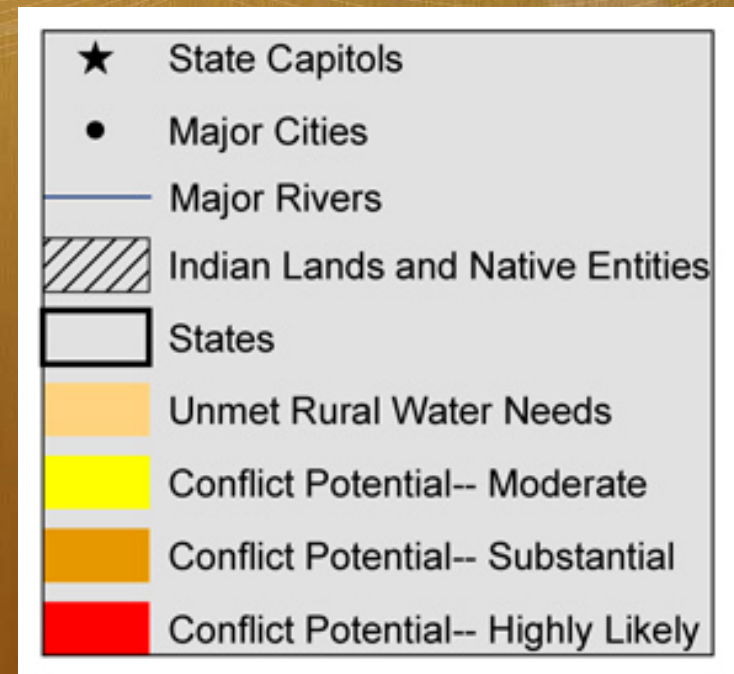 State Capitols
Major Cities
Major Rivers
Indian Lands and Native Entities
States
Unmet Rural Water Needs
Conflict Potential-- Moderate
Conflict Potential-- Substantial
Conflict Potential-- Highly Likely